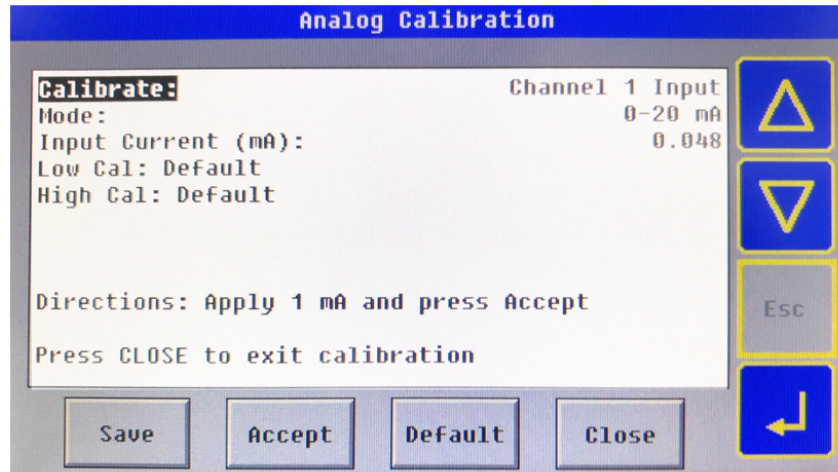 Analog Calibration
Calibrate: Channel 1 Input
Mode: 0-20 mA
Input Current (mA): 0.048
Low Cal: Default
High Cal: Default
Directions: Apply 1 mA and press Accept
Press CLOSE to exit calibration
Esc
Save Accept Default Close